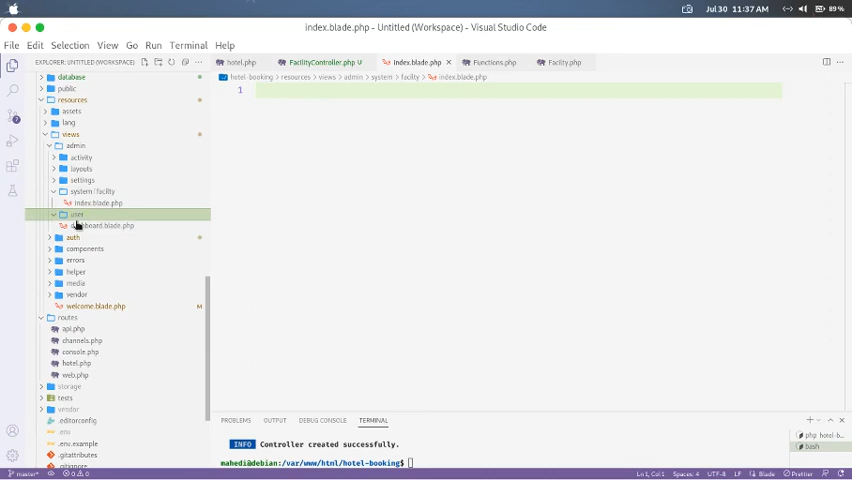 Jul 30 11:37 AM 89 %
index.blade.php - Untitled (Workspace) - Visual Studio Code
File Edit Selection View Go Run Terminal Help
EXPLORER: UNTITLED (WORKSPACE)
hotel.php FacilityController.php U index.blade.php × Functions.php Facility.php
hotel-booking > resources > views > admin > system > facilty > index.blade.php
1
database
public
resources
assets
lang
views
admin
activity
layouts
settings
system/facilty
index.blade.php
user
dashboard.blade.php
auth
components
errors
helper
media
vendor
welcome.blade.php M
routes
api.php
channels.php
console.php
hotel.php
web.php
storage
tests
vendor
.editorconfig
.env
.env.example
.gitattributes
.gitignore
PROBLEMS OUTPUT DEBUG CONSOLE TERMINAL
INFO Controller created successfully.
mahedi@debian:/var/www/html/hotel-booking$
php hotel-b...
bash
master* 0 0 Ln 1, Col 1 Spaces: 4 UTF-8 LF Blade Prettier